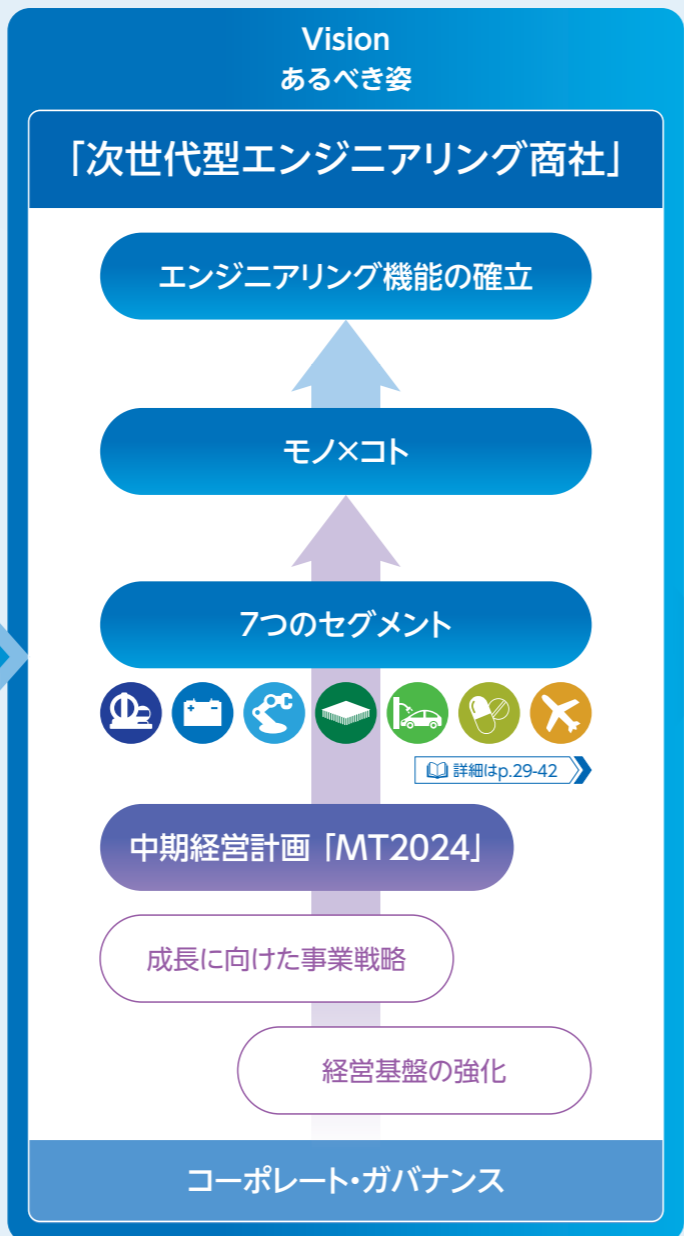 Vision
あるべき姿
「次世代型エンジニアリング商社」
エンジニアリング機能の確立
モノ×コト
7つのセグメント
詳細はp.29-42
中期経営計画「MT2024」
成長に向けた事業戦略
経営基盤の強化
コーポレート・ガバナンス